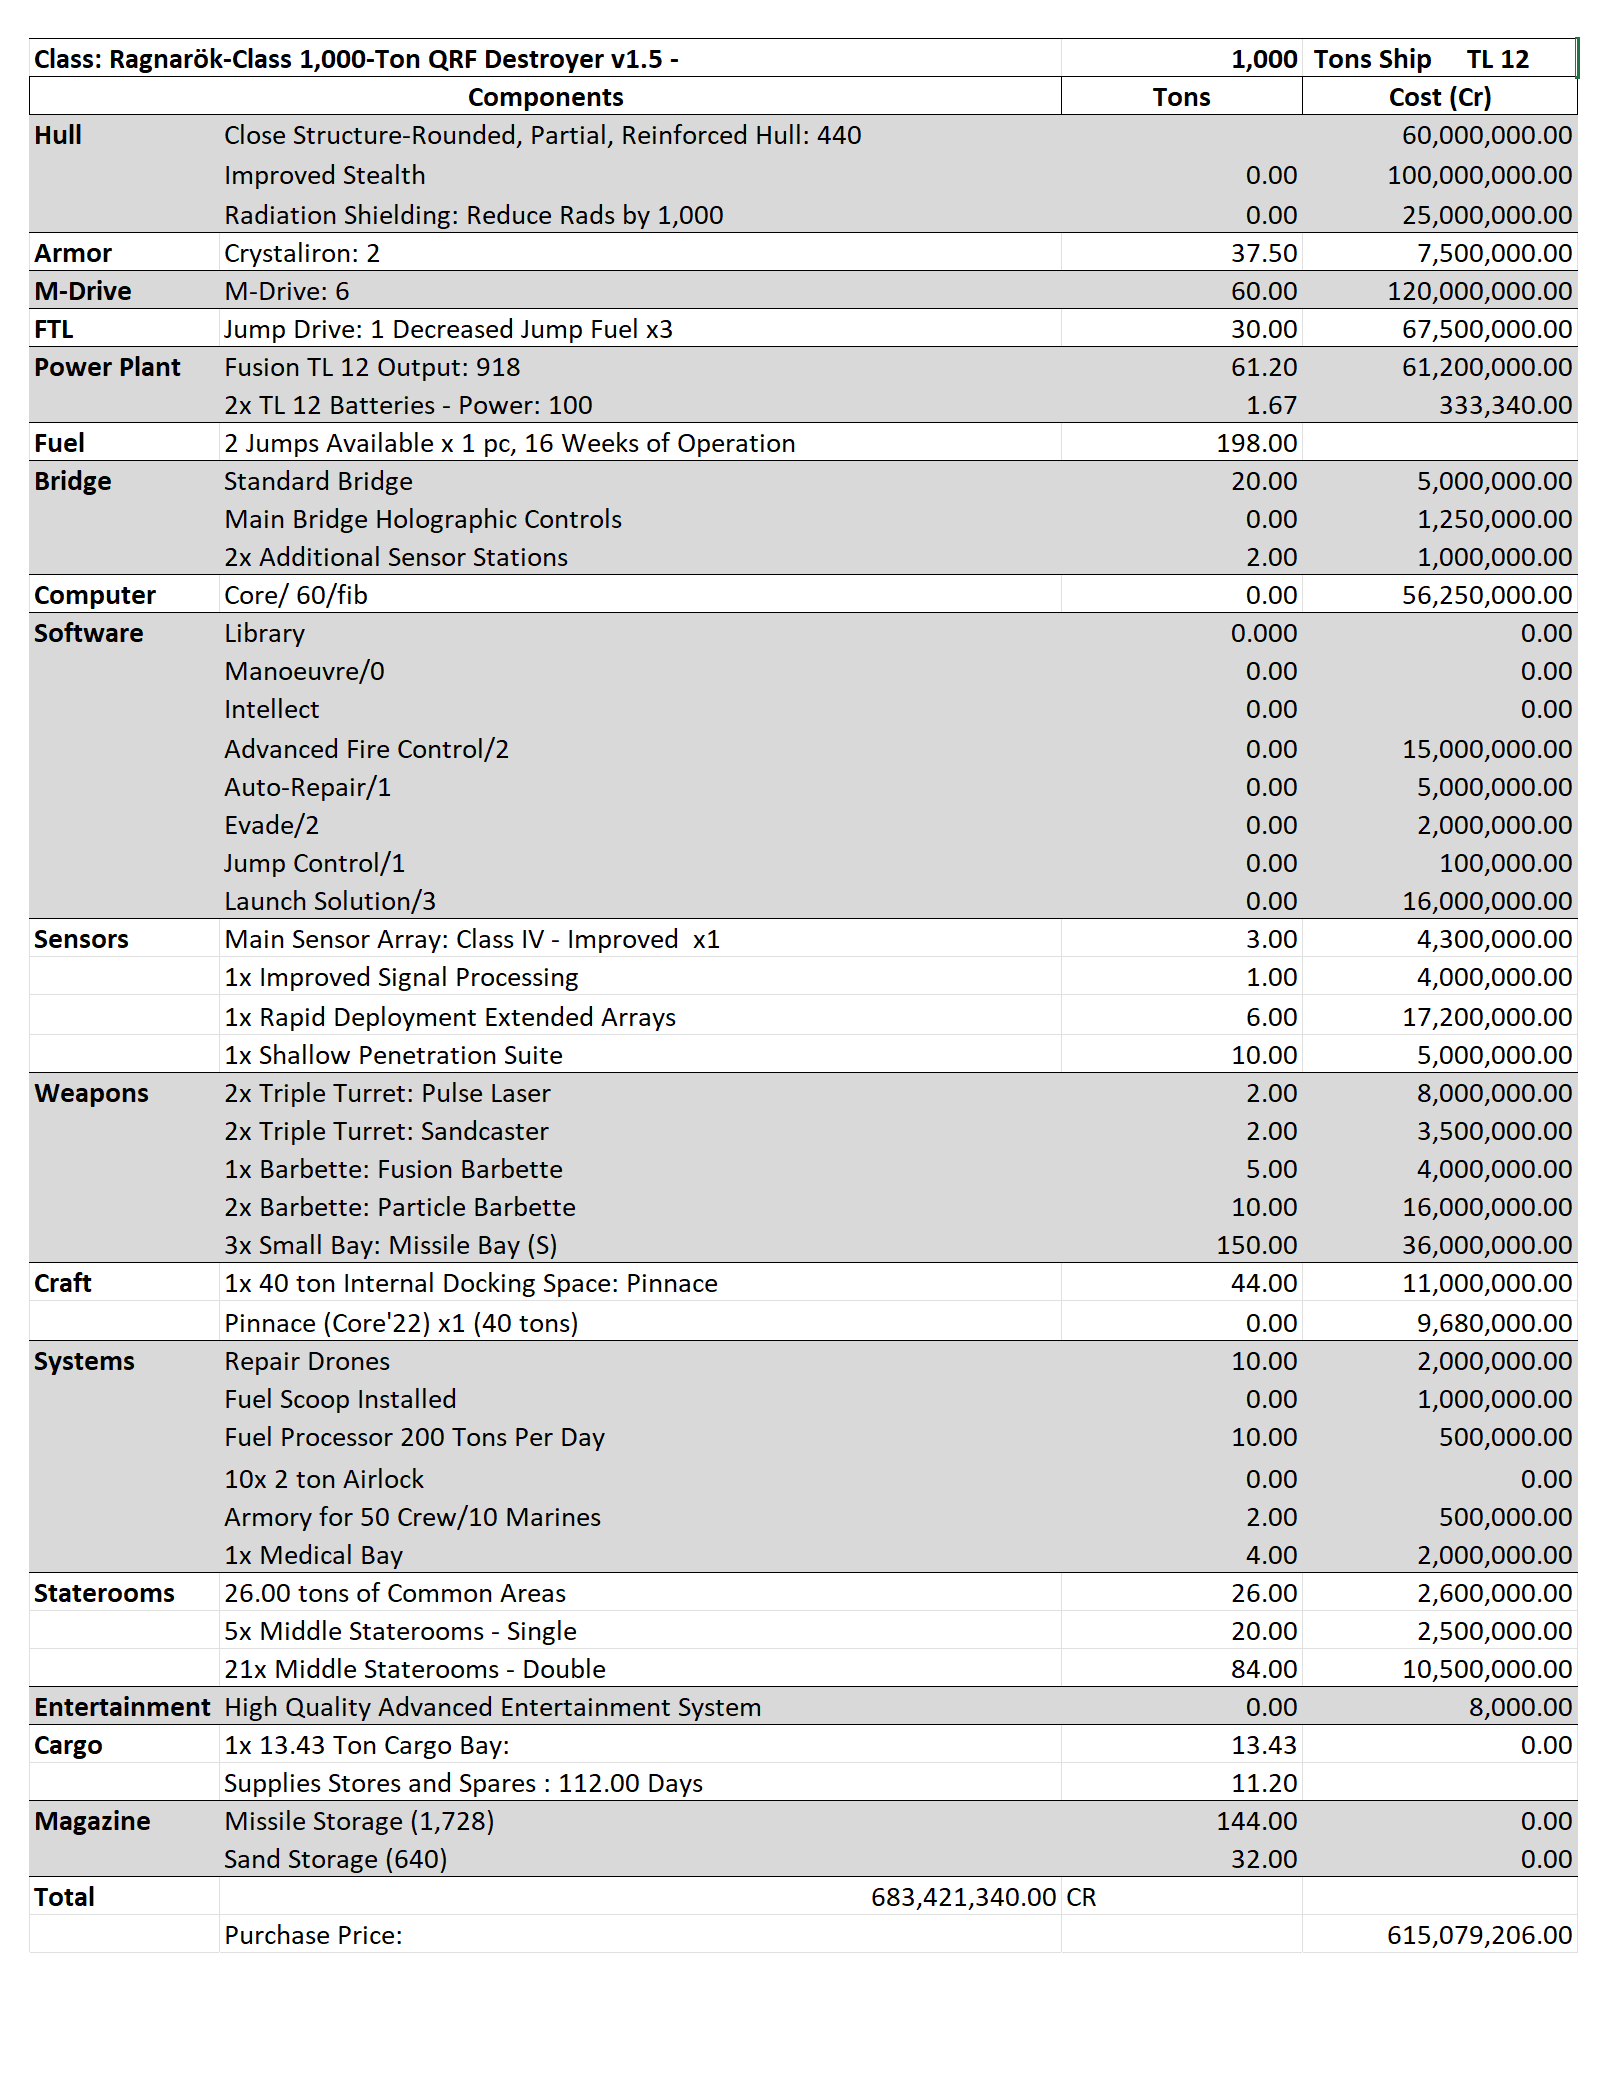 Class: Ragnarök-Class 1,000-Ton QRF Destroyer v1.5 - 1,000 Tons Ship TL 12
Components Tons Cost (Cr)
Hull Close Structure-Rounded, Partial, Reinforced Hull: 440 60,000,000.00
Improved Stealth 0.00 100,000,000.00
Radiation Shielding: Reduce Rads by 1,000 0.00 25,000,000.00
Armor Crystaliron: 2 37.50 7,500,000.00
M-Drive M-Drive: 6 60.00 120,000,000.00
FTL Jump Drive: 1 Decreased Jump Fuel x3 30.00 67,500,000.00
Power Plant Fusion TL 12 Output: 918 61.20 61,200,000.00
2x TL 12 Batteries - Power: 100 1.67 333,340.00
Fuel 2 Jumps Available x 1 pc, 16 Weeks of Operation 198.00
Bridge Standard Bridge 20.00 5,000,000.00
Main Bridge Holographic Controls 0.00 1,250,000.00
2x Additional Sensor Stations 2.00 1,000,000.00
Computer Core/ 60/fib 0.00 56,250,000.00
Software Library 0.000 0.00
Manoeuvre/0 0.00 0.00
Intellect 0.00 0.00
Advanced Fire Control/2 0.00 15,000,000.00
Auto-Repair/1 0.00 5,000,000.00
Evade/2 0.00 2,000,000.00
Jump Control/1 0.00 100,000.00
Launch Solution/3 0.00 16,000,000.00
Sensors Main Sensor Array: Class IV - Improved x1 3.00 4,300,000.00
1x Improved Signal Processing 1.00 4,000,000.00
1x Rapid Deployment Extended Arrays 6.00 17,200,000.00
1x Shallow Penetration Suite 10.00 5,000,000.00
Weapons 2x Triple Turret: Pulse Laser 2.00 8,000,000.00
2x Triple Turret: Sandcaster 2.00 3,500,000.00
1x Barbette: Fusion Barbette 5.00 4,000,000.00
2x Barbette: Particle Barbette 10.00 16,000,000.00
3x Small Bay: Missile Bay (S) 150.00 36,000,000.00
Craft 1x 40 ton Internal Docking Space: Pinnace 44.00 11,000,000.00
Pinnace (Core'22) x1 (40 tons) 0.00 9,680,000.00
Systems Repair Drones 10.00 2,000,000.00
Fuel Scoop Installed 0.00 1,000,000.00
Fuel Processor 200 Tons Per Day 10.00 500,000.00
10x 2 ton Airlock 0.00 0.00
Armory for 50 Crew/10 Marines 2.00 500,000.00
1x Medical Bay 4.00 2,000,000.00
Staterooms 26.00 tons of Common Areas 26.00 2,600,000.00
5x Middle Staterooms - Single 20.00 2,500,000.00
21x Middle Staterooms - Double 84.00 10,500,000.00
Entertainment High Quality Advanced Entertainment System 0.00 8,000.00
Cargo 1x 13.43 Ton Cargo Bay: 13.43 0.00
Supplies Stores and Spares : 112.00 Days 11.20
Magazine Missile Storage (1,728) 144.00 0.00
Sand Storage (640) 32.00 0.00
Total 683,421,340.00 CR
Purchase Price: 615,079,206.00